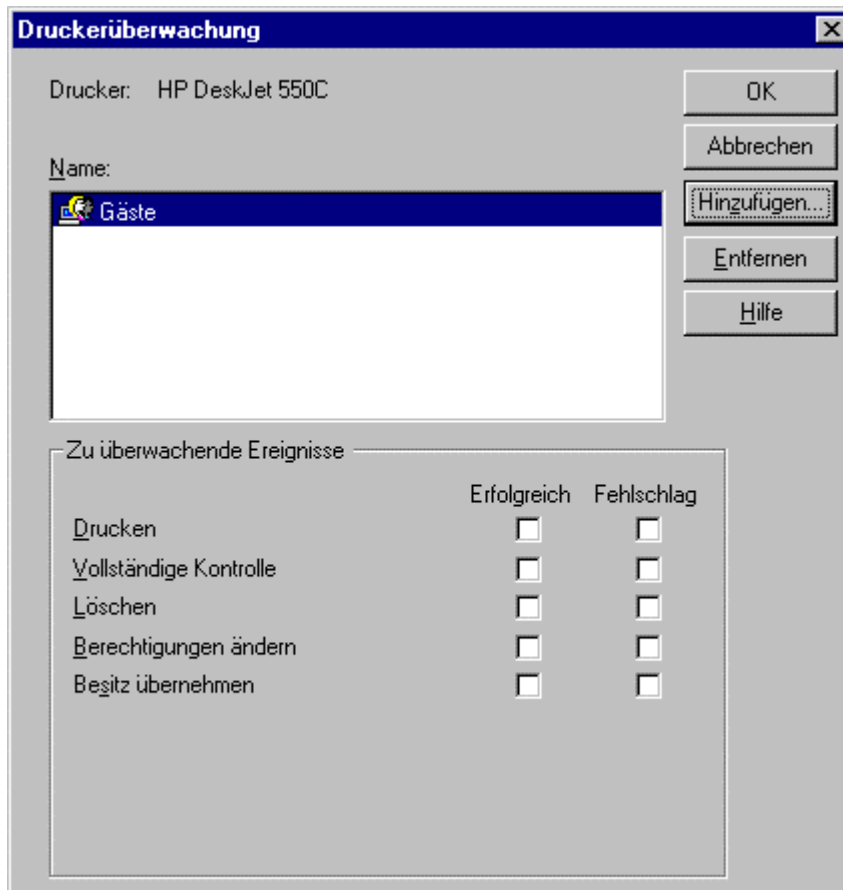 Druckerüberwachung
Drucker: HP DeskJet 550C
OK
Abbrechen
Name:
Gäste
Hinzufügen...
Entfernen
Hilfe
Zu überwachende Ereignisse
Erfolgreich Fehlschlag
Drucken
Vollständige Kontrolle
Löschen
Berechtigungen ändern
Besitz übernehmen